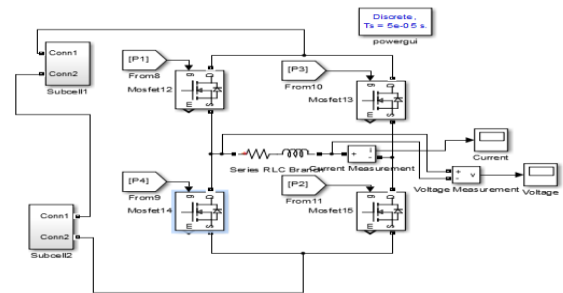 Discrete,
Ts = 5e-05 s.
powergui
Conn1
Conn2
Subcell1
[P1]
From8
Mosfet12
g
D
m
S
[P3]
From10
Mosfet13
g
D
m
S
Series RLC Branch
Current Measurement
+
-
i
Current
+
-
v
Voltage Measurement
Voltage
[P4]
From9
Mosfet14
g
D
m
S
[P2]
From11
Mosfet15
g
D
m
S
Conn1
Conn2
Subcell2